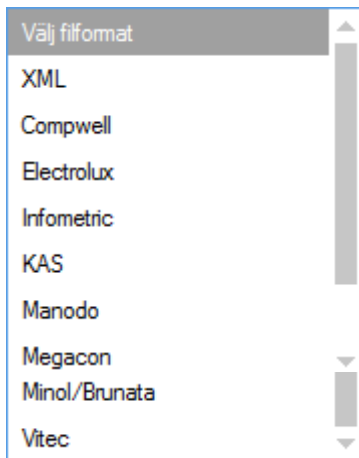 Välj filformat
XML
Compwell
Electrolux
Infometric
KAS
Manodo
Megacon
Minol/Brunata
Vitec